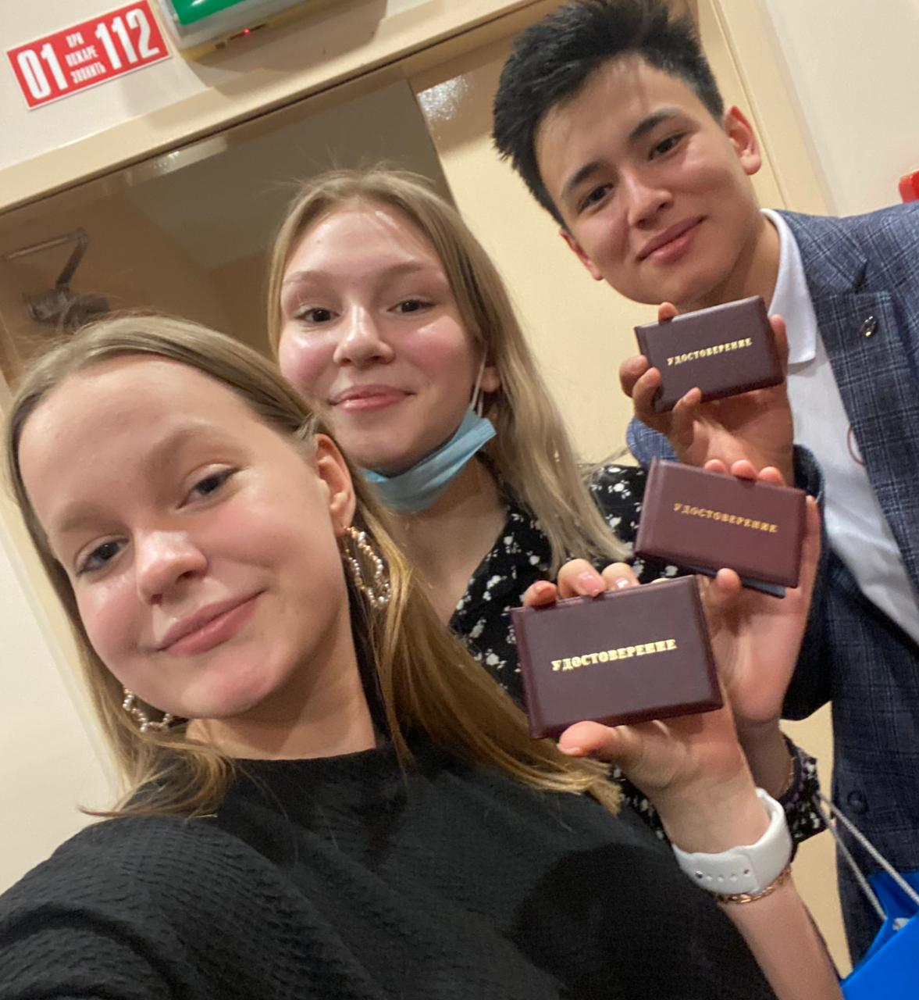 01
ПРИ
ПОЖАРЕ
ЗВОНИТЬ
112
УДОСТОВЕРЕНИЕ
УДОСТОВЕРЕНИЕ
УДОСТОВЕРЕНИЕ